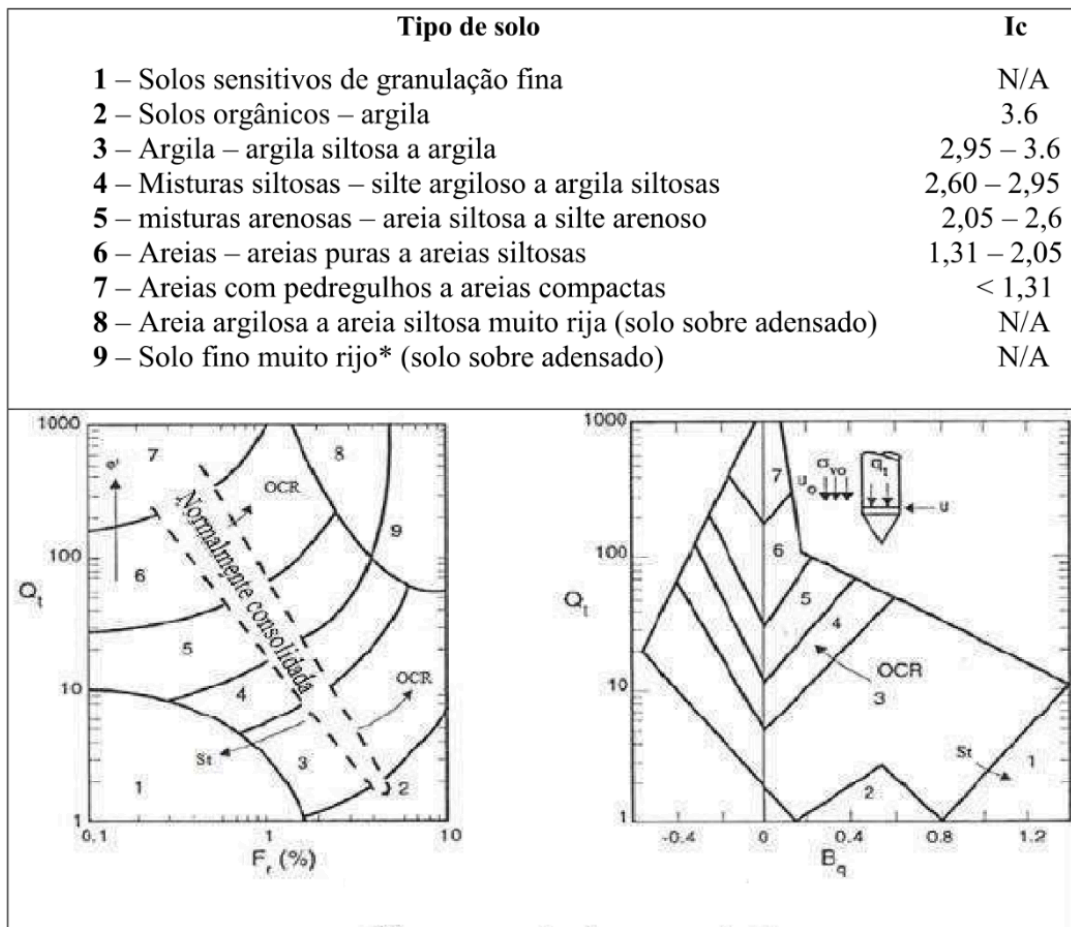 Tipo de solo Ic
1 – Solos sensitivos de granulação fina N/A
2 – Solos orgânicos – argila 3.6
3 – Argila – argila siltosa a argila 2,95 – 3.6
4 – Misturas siltosas – silte argiloso a argila siltosas 2,60 – 2,95
5 – misturas arenosas – areia siltosa a silte arenoso 2,05 – 2,6
6 – Areias – areias puras a areias siltosas 1,31 – 2,05
7 – Areias com pedregulhos a areias compactas < 1,31
8 – Areia argilosa a areia siltosa muito rija (solo sobre adensado) N/A
9 – Solo fino muito rijo* (solo sobre adensado) N/A
1000
100
10
1
0.1
1
10
Fr (%)
7
8
OCR
9
6
Normalmente consolidada
5
4
OCR
St
3
1
2
1000
100
10
1
Qt
-0.4
0
0.4
0.8
1.2
Bq
7
uo
σvo
qt
u
6
5
4
OCR
3
St
1
2